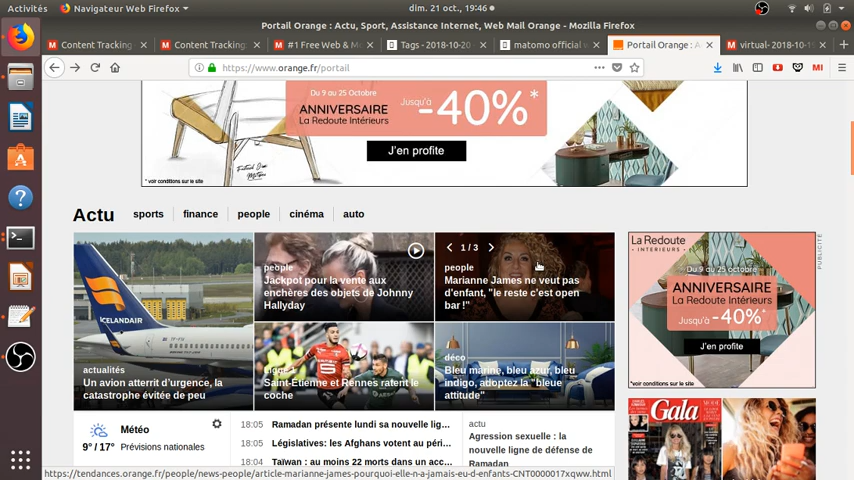 Activités
Navigateur Web Firefox
dim. 21 oct., 19:46
Portail Orange : Actu, Sport, Assistance Internet, Web Mail Orange - Mozilla Firefox
Content Tracking
Content Tracking:
#1 Free Web & M
Tags - 2018-10-20
matomo official w
Portail Orange : A
virtual- 10-1
https://www.orange.fr/portail
MI
Du 9 au 25 Octobre
ANNIVERSAIRE
La Redoute Intérieurs
Jusqu'à
-40%*
J'en profite
* voir conditions sur le site
Actu
sports
finance
people
cinéma
auto
ICELANDAIR
actualités
Un avion atterrit d'urgence, la
catastrophe évitée de peu
people
Jackpot pour la vente aux
enchères des objets de Johnny
Hallyday
1 / 3
people
Marianne James ne veut pas
d'enfant, "le reste c'est open
bar !"
Ligue 1
Saint-Etienne et Rennes ratent le
coche
déco
Bleu marine, bleu azur, bleu
indigo, adoptez la "bleue
attitude"
La Redoute
INTERIEURS
Du 9 au 25 octobre
ANNIVERSAIRE
La Redoute Intérieurs
Jusqu'à -40%*
J'en profite
*voir conditions sur le site
PUBLICITÉ
Météo
9° / 17°
Prévisions nationales
18:05 Ramadan présente lundi sa nouvelle lig...
18:05 Législatives: les Afghans votent au péri...
18:04 Taïwan : au moins 22 morts dans un acc...
actu
Agression sexuelle : la
nouvelle ligne de défense de
Ramadan
Gala
https://tendances.orange.fr/people/news-people/article-marianne-james-pourquoi-elle-n-a-jamais-eu-d-enfants-CNT0000017xqww.html